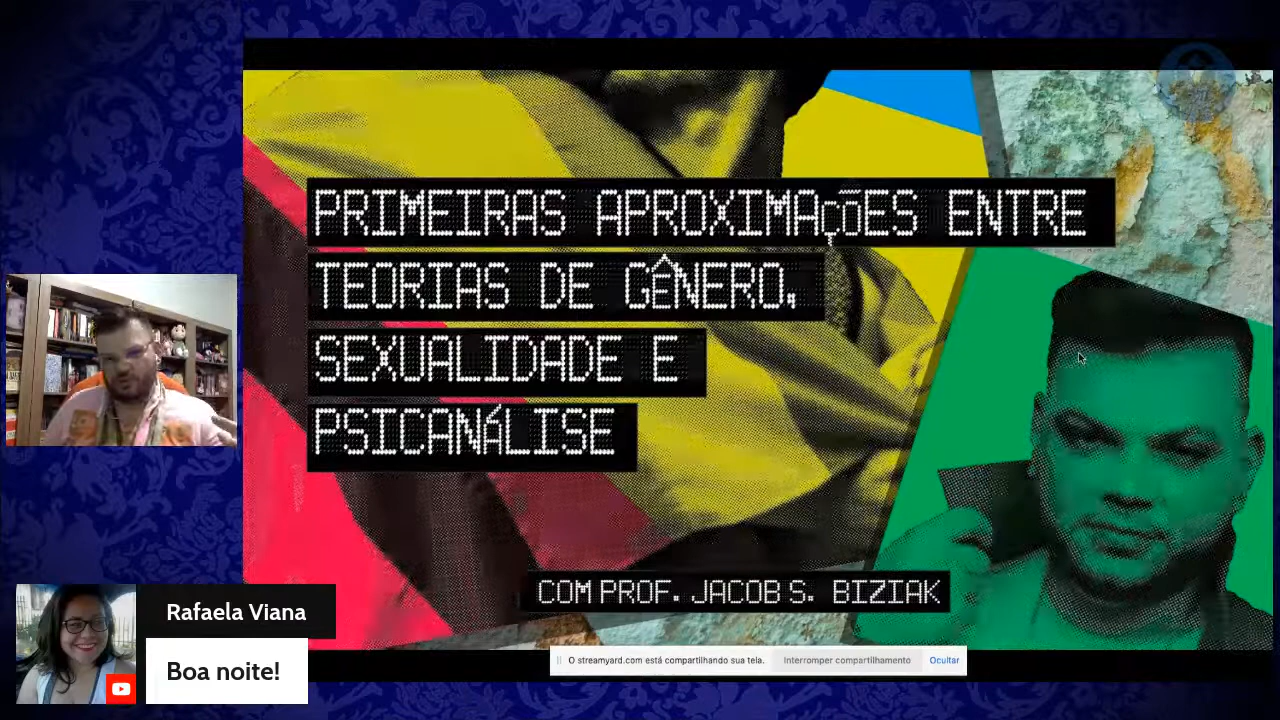 PRIMEIRAS APROXIMAÇÕES ENTRE
TEORIAS DE GÊNERO,
SEXUALIDADE E
PSICANÁLISE
COM PROF. JACOB S. BIZIAK
Rafaela Viana
Boa noite!
O streamyard.com está compartilhando sua tela.
Interromper compartilhamento
Ocultar